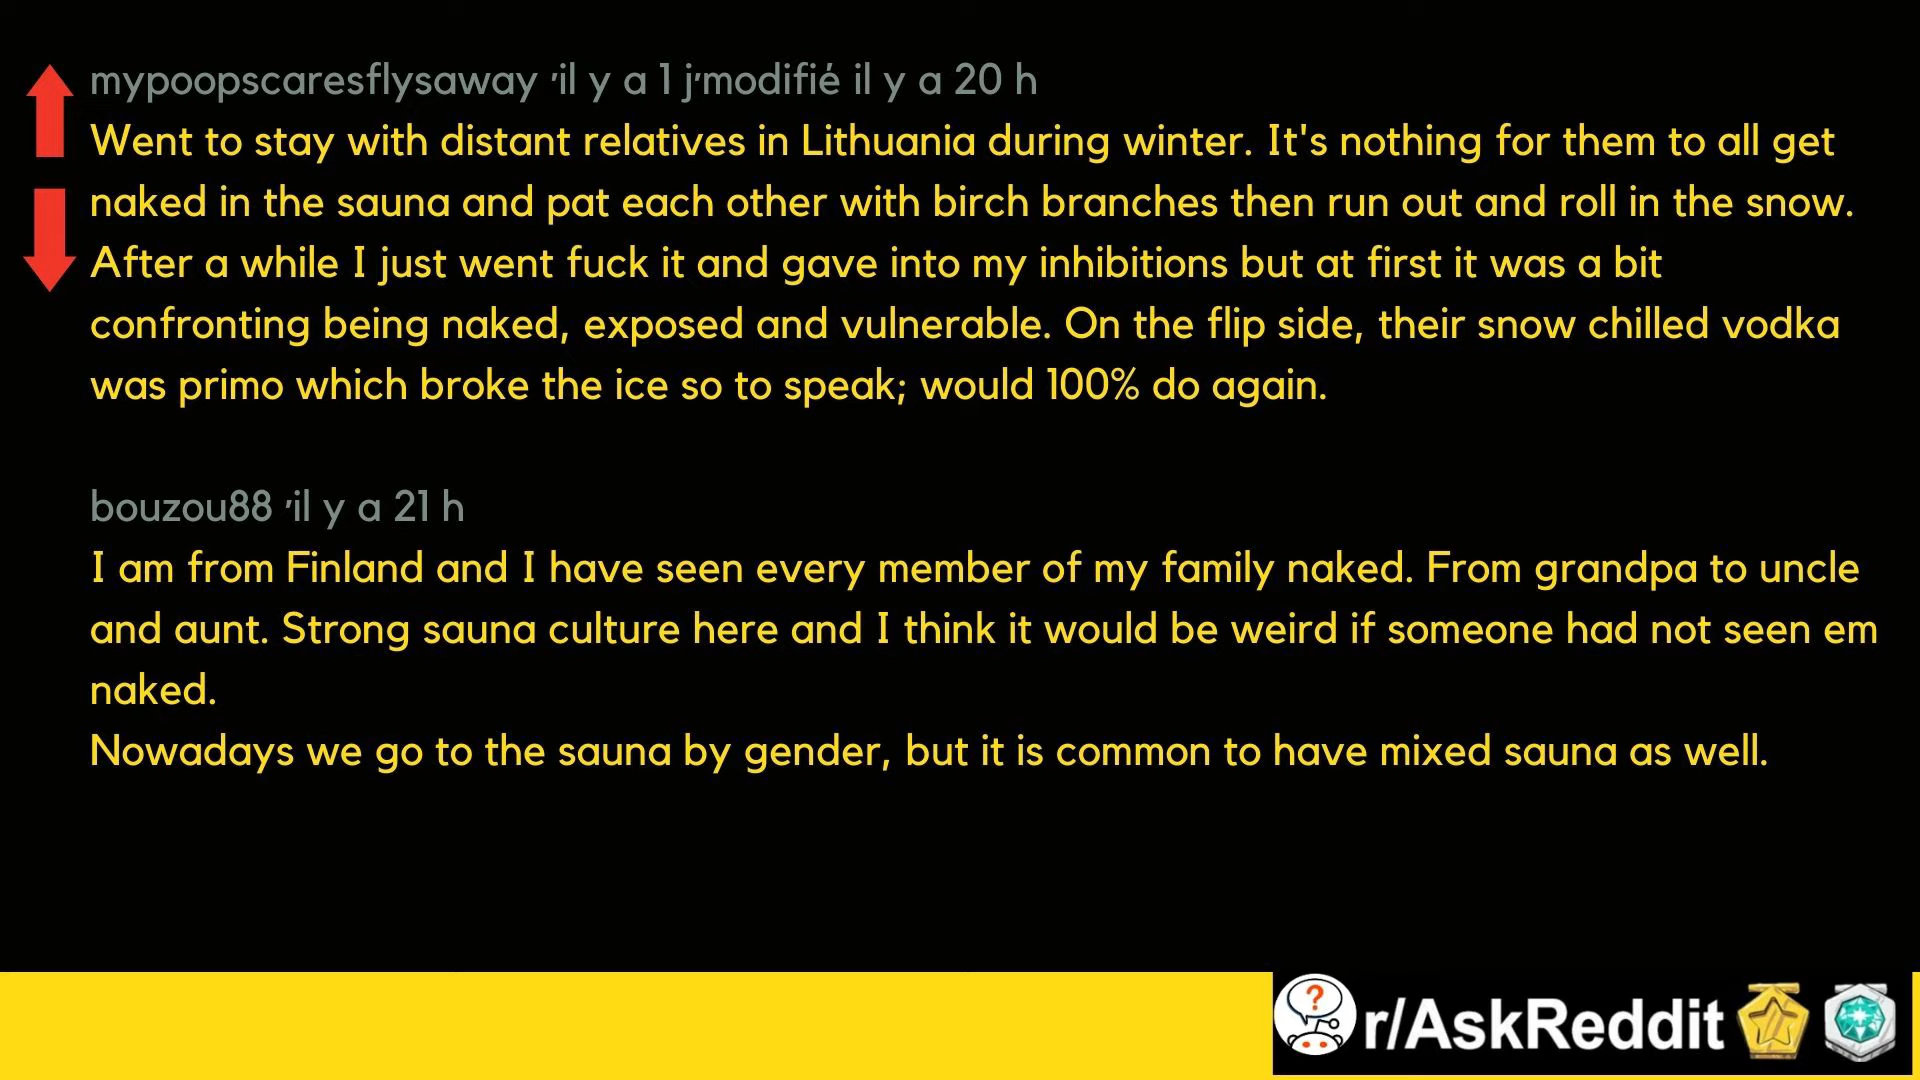 mypoopscaresflysaway ·il y a 1 j·modifié il y a 20 h
Went to stay with distant relatives in Lithuania during winter. It's nothing for them to all get
naked in the sauna and pat each other with birch branches then run out and roll in the snow.
After a while I just went fuck it and gave into my inhibitions but at first it was a bit
confronting being naked, exposed and vulnerable. On the flip side, their snow chilled vodka
was primo which broke the ice so to speak; would 100% do again.
bouzou88 ·il y a 21 h
I am from Finland and I have seen every member of my family naked. From grandpa to uncle
and aunt. Strong sauna culture here and I think it would be weird if someone had not seen em
naked.
Nowadays we go to the sauna by gender, but it is common to have mixed sauna as well.
?
r/AskReddit